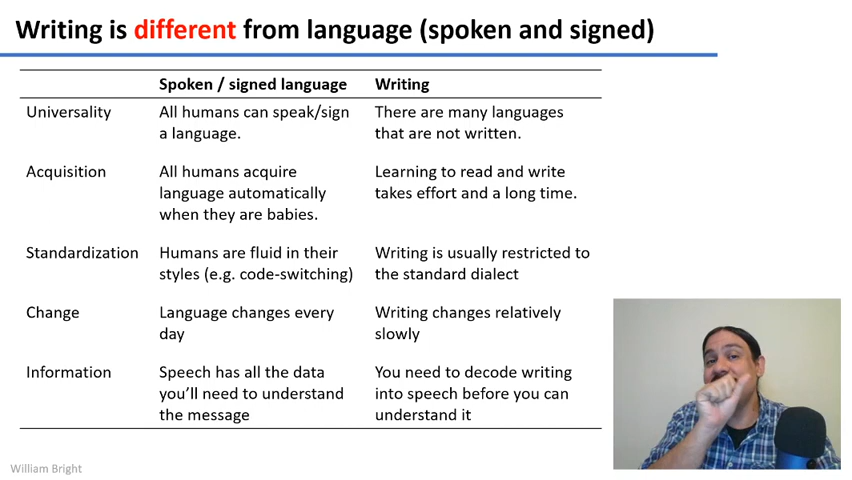 Writing is different from language (spoken and signed)
Spoken / signed language Writing
Universality All humans can speak/sign There are many languages
a language. that are not written.
Acquisition All humans acquire Learning to read and write
language automatically takes effort and a long time.
when they are babies.
Standardization Humans are fluid in their Writing is usually restricted to
styles (e.g. code-switching) the standard dialect
Change Language changes every Writing changes relatively
day slowly
Information Speech has all the data You need to decode writing
you'll need to understand into speech before you can
the message understand it
William Bright